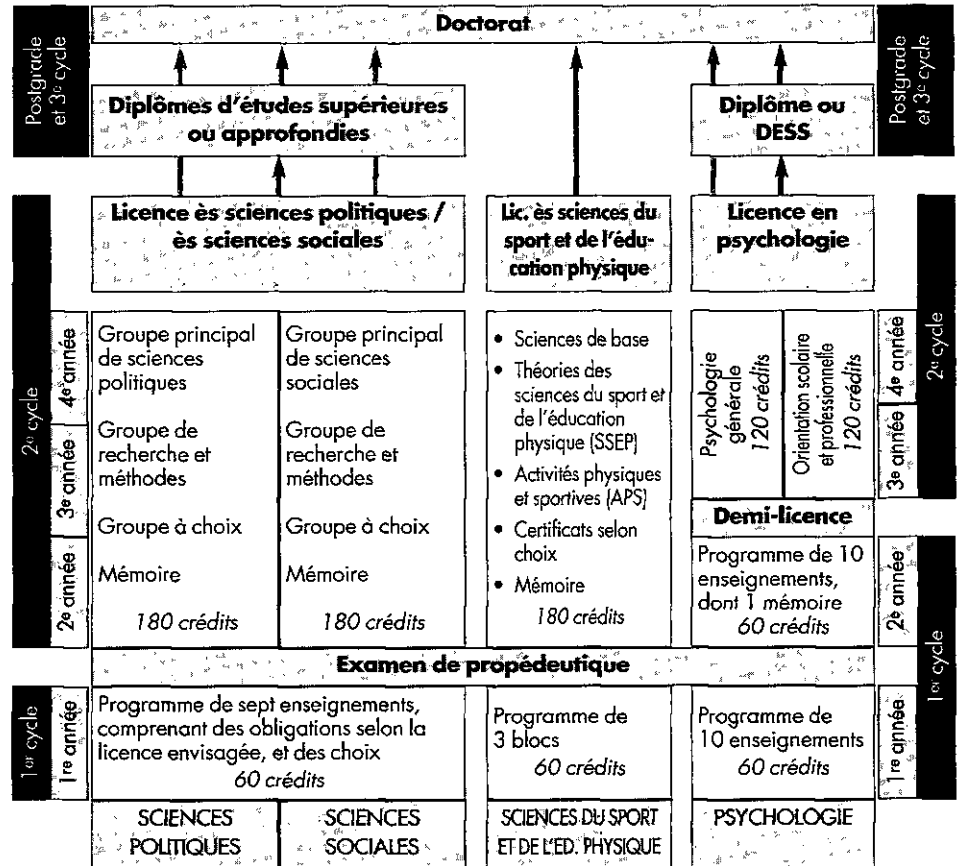 Doctorat
Postgrade
et 3e cycle
Diplômes d'études supérieures
ou approfondies
Diplôme ou
DESS
Postgrade
et 3e cycle
Licence ès sciences politiques /
ès sciences sociales
Lic. ès sciences du
sport et de l'édu-
cation physique
Licence en
psychologie
2e cycle
4e année
3e année
2e année
Groupe principal
de sciences
politiques
Groupe de
recherche et
méthodes
Groupe à choix
Mémoire
180 crédits
Groupe principal
de sciences
sociales
Groupe de
recherche et
méthodes
Groupe à choix
Mémoire
180 crédits
• Sciences de base
• Théories des
sciences du sport et
de l'éducation
physique (SSEP)
• Activités physiques
et sportives (APS)
• Certificats selon
choix
• Mémoire
180 crédits
Psychologie
générale
120 crédits
Orientation scolaire
et professionnelle
120 crédits
Demi-licence
Programme de 10
enseignements,
dont 1 mémoire
60 crédits
4e année
3e année
2e année
2e cycle
Examen de propédeutique
1er cycle
1re année
Programme de sept enseignements,
comprenant des obligations selon la
licence envisagée, et des choix
60 crédits
Programme de
3 blocs
60 crédits
Programme de
10 enseignements
60 crédits
1re année
1er cycle
SCIENCES
POLITIQUES
SCIENCES
SOCIALES
SCIENCES DU SPORT
ET DE L'ED. PHYSIQUE
PSYCHOLOGIE